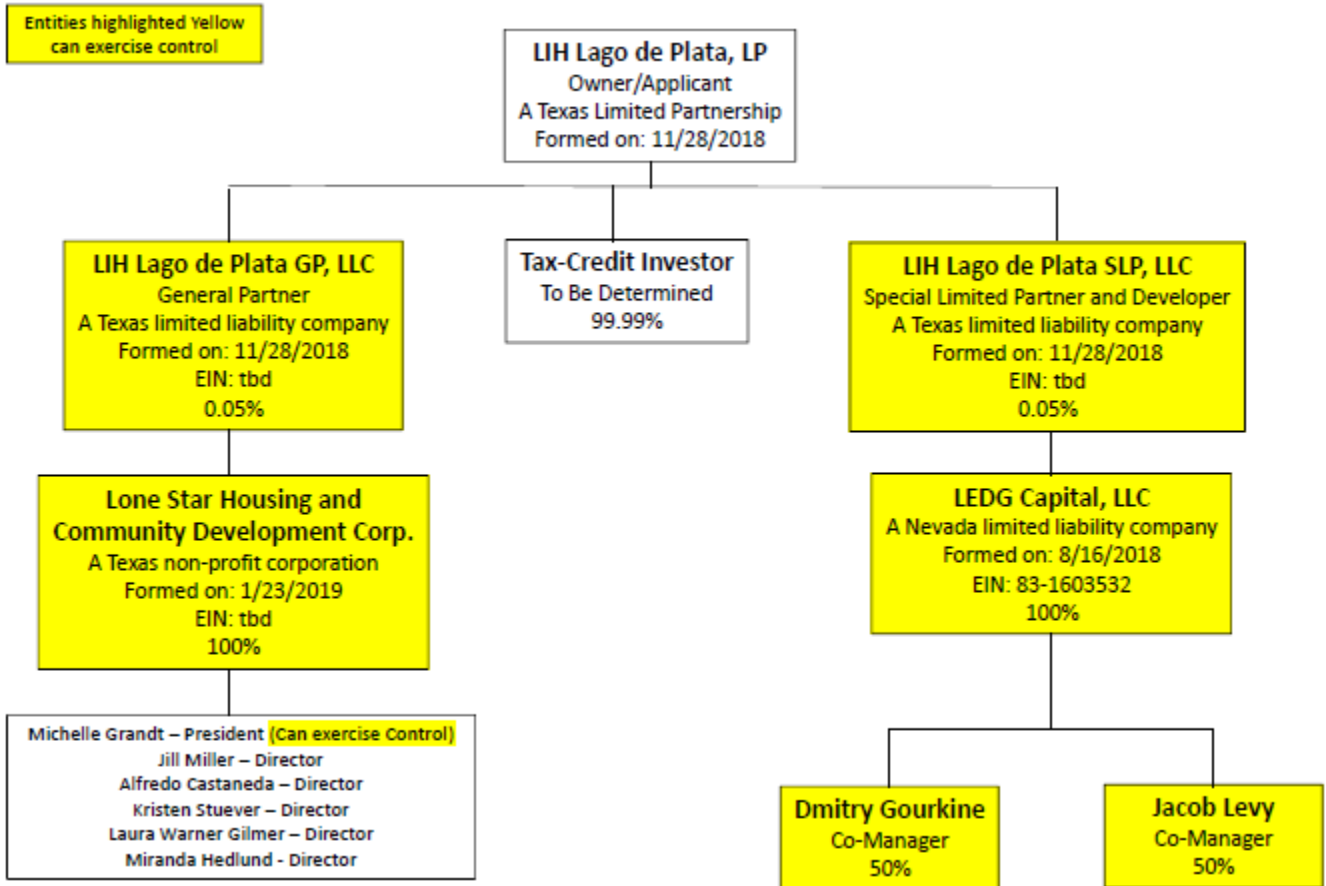 Entities highlighted Yellow
can exercise control
LIH Lago de Plata, LP
Owner/Applicant
A Texas Limited Partnership
Formed on: 11/28/2018
LIH Lago de Plata GP, LLC
General Partner
A Texas limited liability company
Formed on: 11/28/2018
EIN: tbd
0.05%
Tax-Credit Investor
To Be Determined
99.99%
LIH Lago de Plata SLP, LLC
Special Limited Partner and Developer
A Texas limited liability company
Formed on: 11/28/2018
EIN: tbd
0.05%
Lone Star Housing and
Community Development Corp.
A Texas non-profit corporation
Formed on: 1/23/2019
EIN: tbd
100%
LEDG Capital, LLC
A Nevada limited liability company
Formed on: 8/16/2018
EIN: 83-1603532
100%
Michelle Grandt – President (Can exercise Control)
Jill Miller – Director
Alfredo Castaneda – Director
Kristen Stuever – Director
Laura Warner Gilmer – Director
Miranda Hedlund - Director
Dmitry Gourkine
Co-Manager
50%
Jacob Levy
Co-Manager
50%